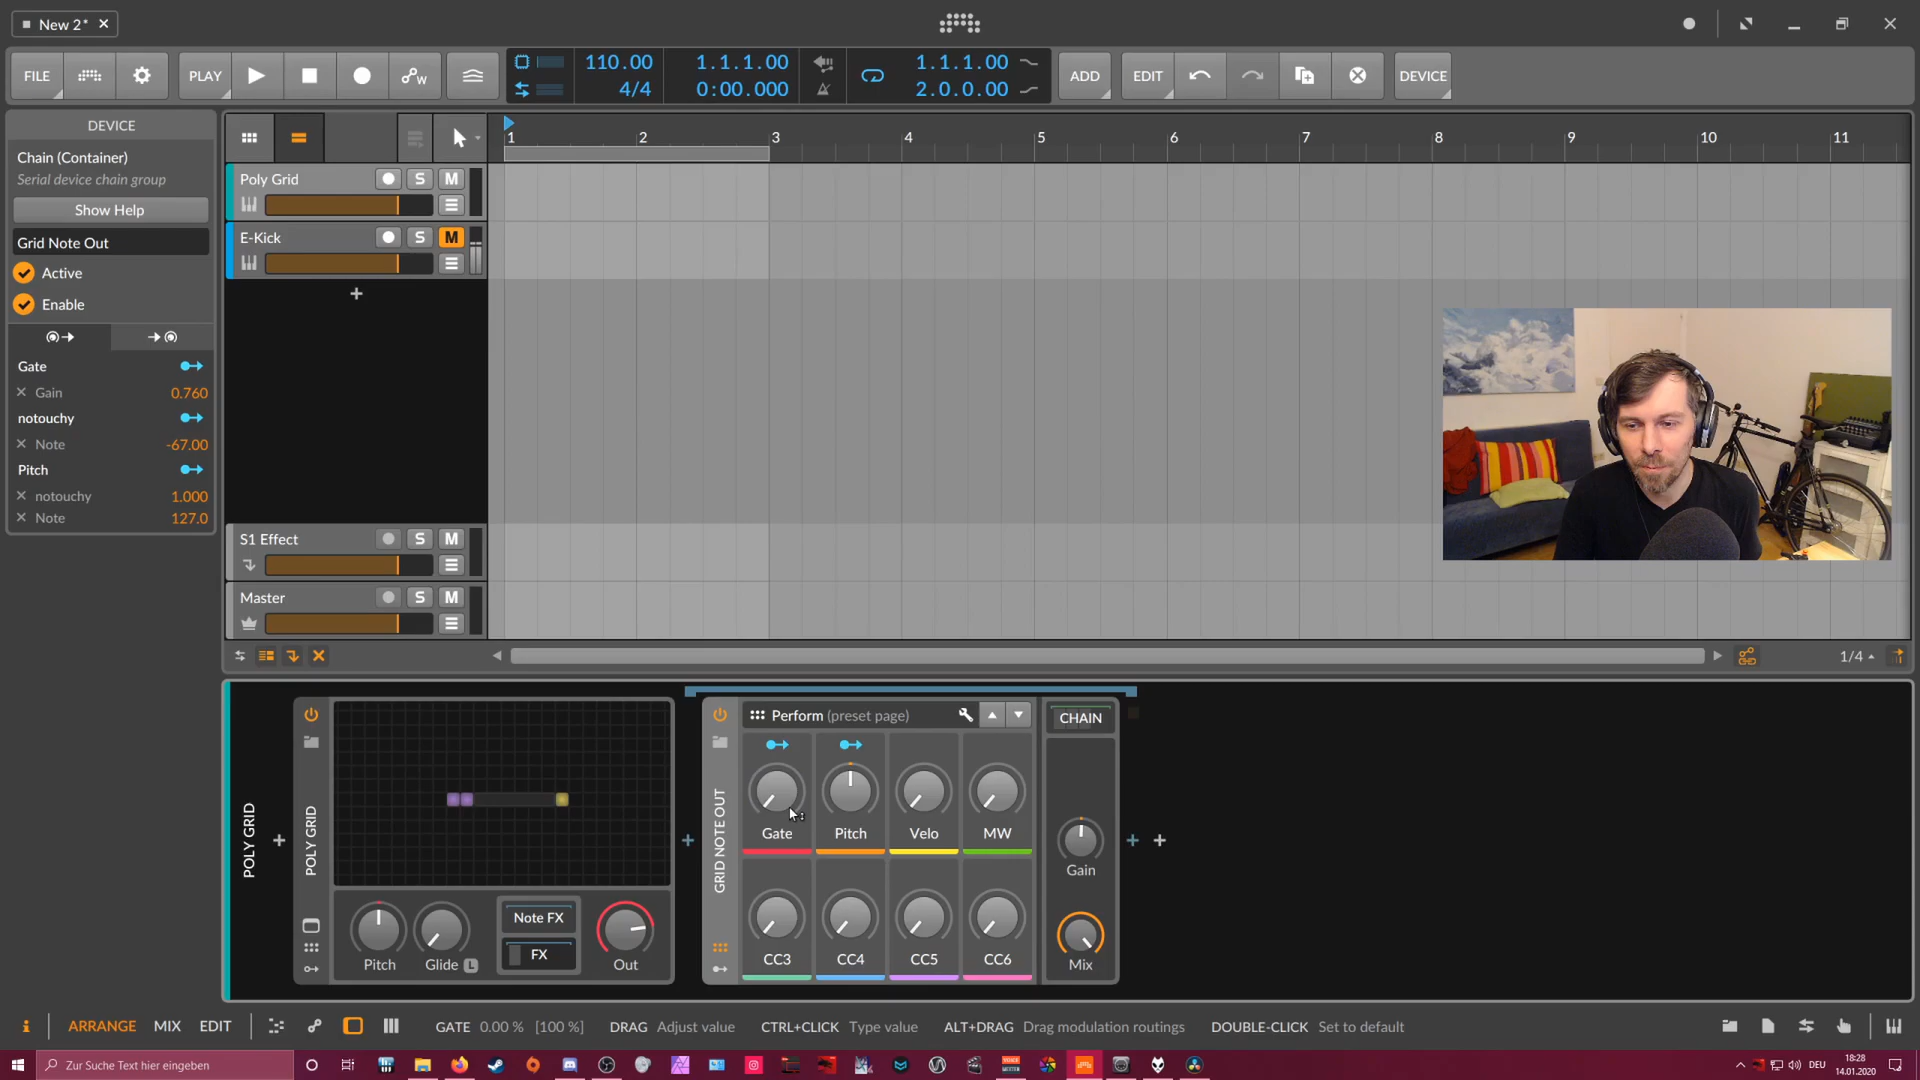 New 2*
FILE
PLAY
110.00
4/4
1.1.1.00
0:00.000
1.1.1.00
2.0.0.00
ADD
EDIT
DEVICE
DEVICE
Chain (Container)
Serial device chain group
Show Help
Grid Note Out
Active
Enable
Gate
Gain 0.760
notouchy
Note -67.00
Pitch
notouchy 1.000
Note 127.0
1 2 3 4 5 6 7 8 9 10 11
Poly Grid S M
E-Kick S M
+
S1 Effect S M
Master S M
1/4
POLY GRID
POLY GRID
Pitch
Glide L
Note FX
FX
Out
GRID NOTE OUT
Perform (preset page)
Gate Pitch Velo MW
CC3 CC4 CC5 CC6
CHAIN
Gain
Mix
i ARRANGE MIX EDIT
GATE 0.00 % [100 %] DRAG Adjust value CTRL+CLICK Type value ALT+DRAG Drag modulation routings DOUBLE-CLICK Set to default
Zur Suche Text hier eingeben
DEU
18:28
14.01.2020